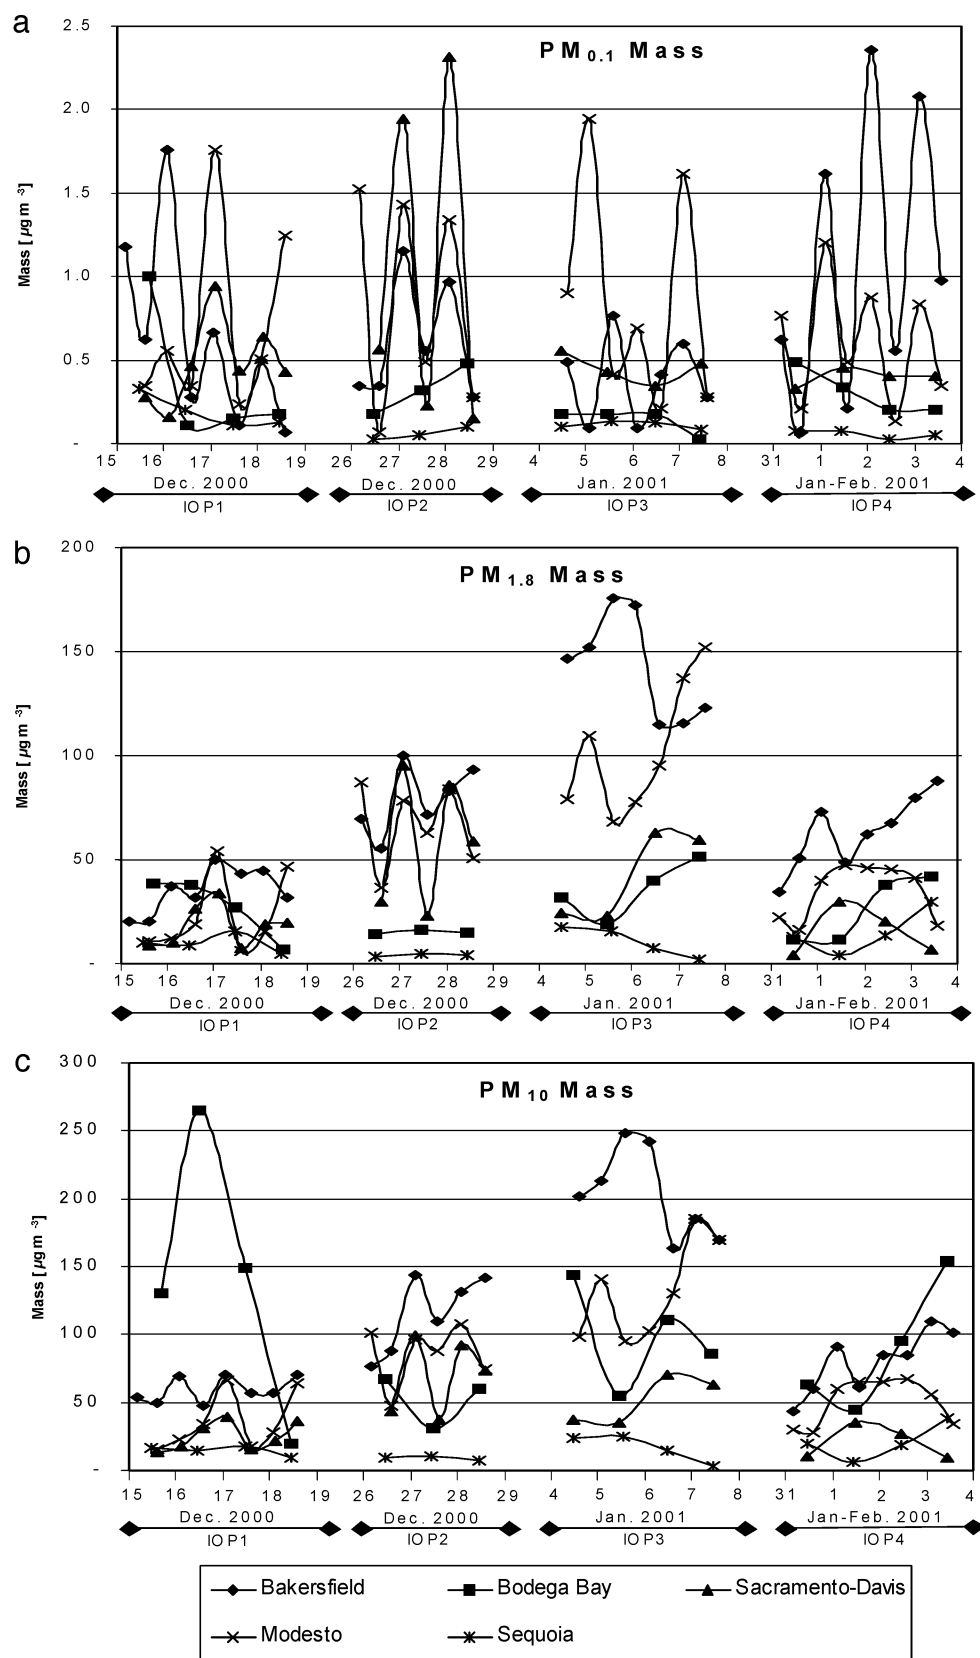 a
PM0.1 Mass
Mass [ µg m-3]
2.5
2.0
1.5
1.0
0.5
-
15 16 17 18 19 26 27 28 29 4 5 6 7 8 31 1 2 3 4
Dec. 2000 Dec. 2000 Jan. 2001 Jan-Feb. 2001
IOP1 IOP2 IOP3 IOP4
b
PM1.8 Mass
Mass [ µg m-3]
200
150
100
50
-
15 16 17 18 19 26 27 28 29 4 5 6 7 8 31 1 2 3 4
Dec. 2000 Dec. 2000 Jan. 2001 Jan-Feb. 2001
IOP1 IOP2 IOP3 IOP4
c
PM10 Mass
Mass [ µg m-3]
300
250
200
150
100
50
-
15 16 17 18 19 26 27 28 29 4 5 6 7 8 31 1 2 3 4
Dec. 2000 Dec. 2000 Jan. 2001 Jan-Feb. 2001
IOP1 IOP2 IOP3 IOP4
Bakersfield Bodega Bay Sacramento-Davis
Modesto Sequoia